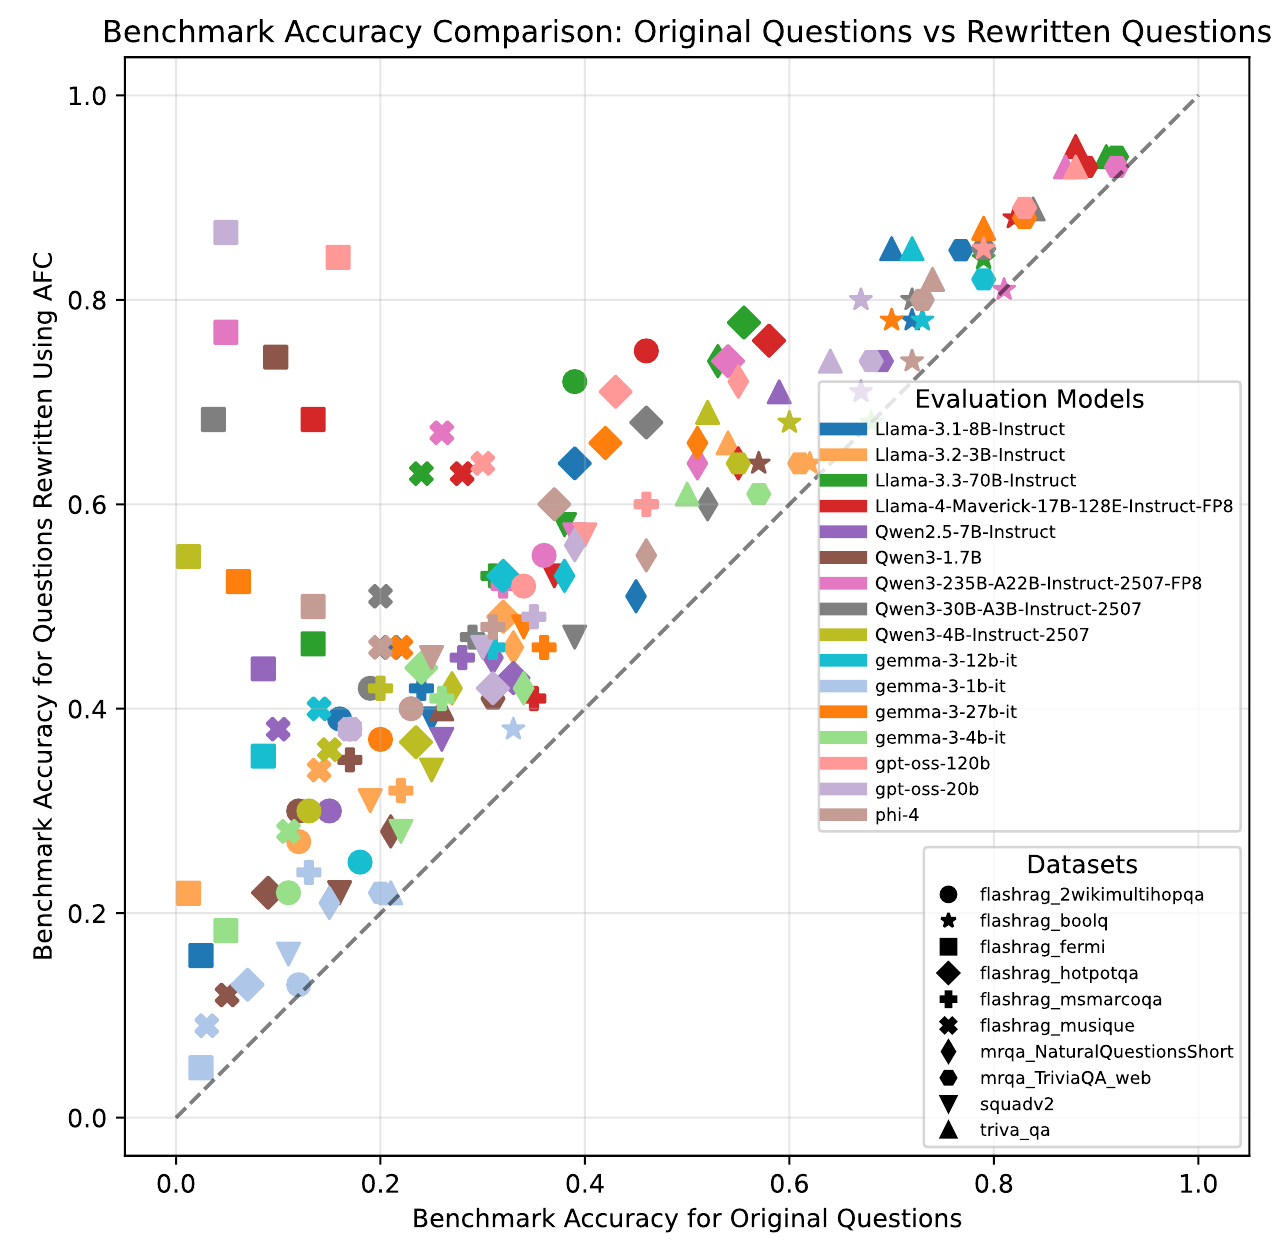 Benchmark Accuracy Comparison: Original Questions vs Rewritten Questions
Benchmark Accuracy for Questions Rewritten Using AFC
1.0
0.8
0.6
0.4
0.2
0.0
Evaluation Models
Llama-3.1-8B-Instruct
Llama-3.2-3B-Instruct
Llama-3.3-70B-Instruct
Llama-4-Maverick-17B-128E-Instruct-FP8
Qwen2.5-7B-Instruct
Qwen3-1.7B
Qwen3-235B-A22B-Instruct-2507-FP8
Qwen3-30B-A3B-Instruct-2507
Qwen3-4B-Instruct-2507
gemma-3-12b-it
gemma-3-1b-it
gemma-3-27b-it
gemma-3-4b-it
gpt-oss-120b
gpt-oss-20b
phi-4
Datasets
flashrag_2wikimultihopqa
flashrag_boolq
flashrag_fermi
flashrag_hotpotqa
flashrag_msmarcoqa
flashrag_musique
mrqa_NaturalQuestionsShort
mrqa_TriviaQA_web
squadv2
triva_qa
0.0 0.2 0.4 0.6 0.8 1.0
Benchmark Accuracy for Original Questions